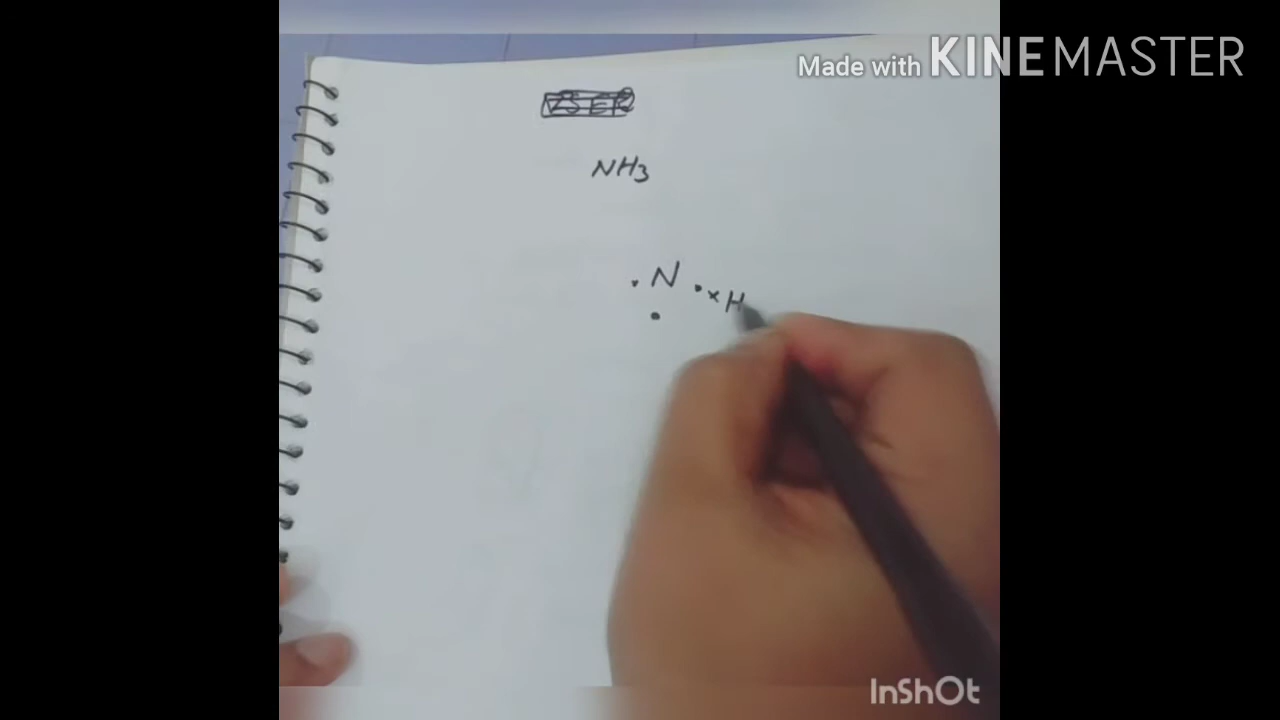 Made with KINEMASTER
NH3
. N . x H
.
InShOt